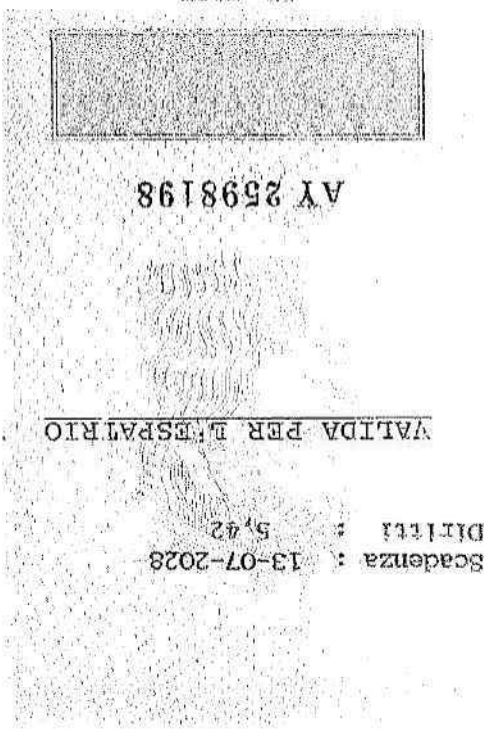 Scadenza : 13-07-2028
Diritti : 5,42
VALIDA PER L'ESPATRIO
AY 2598198